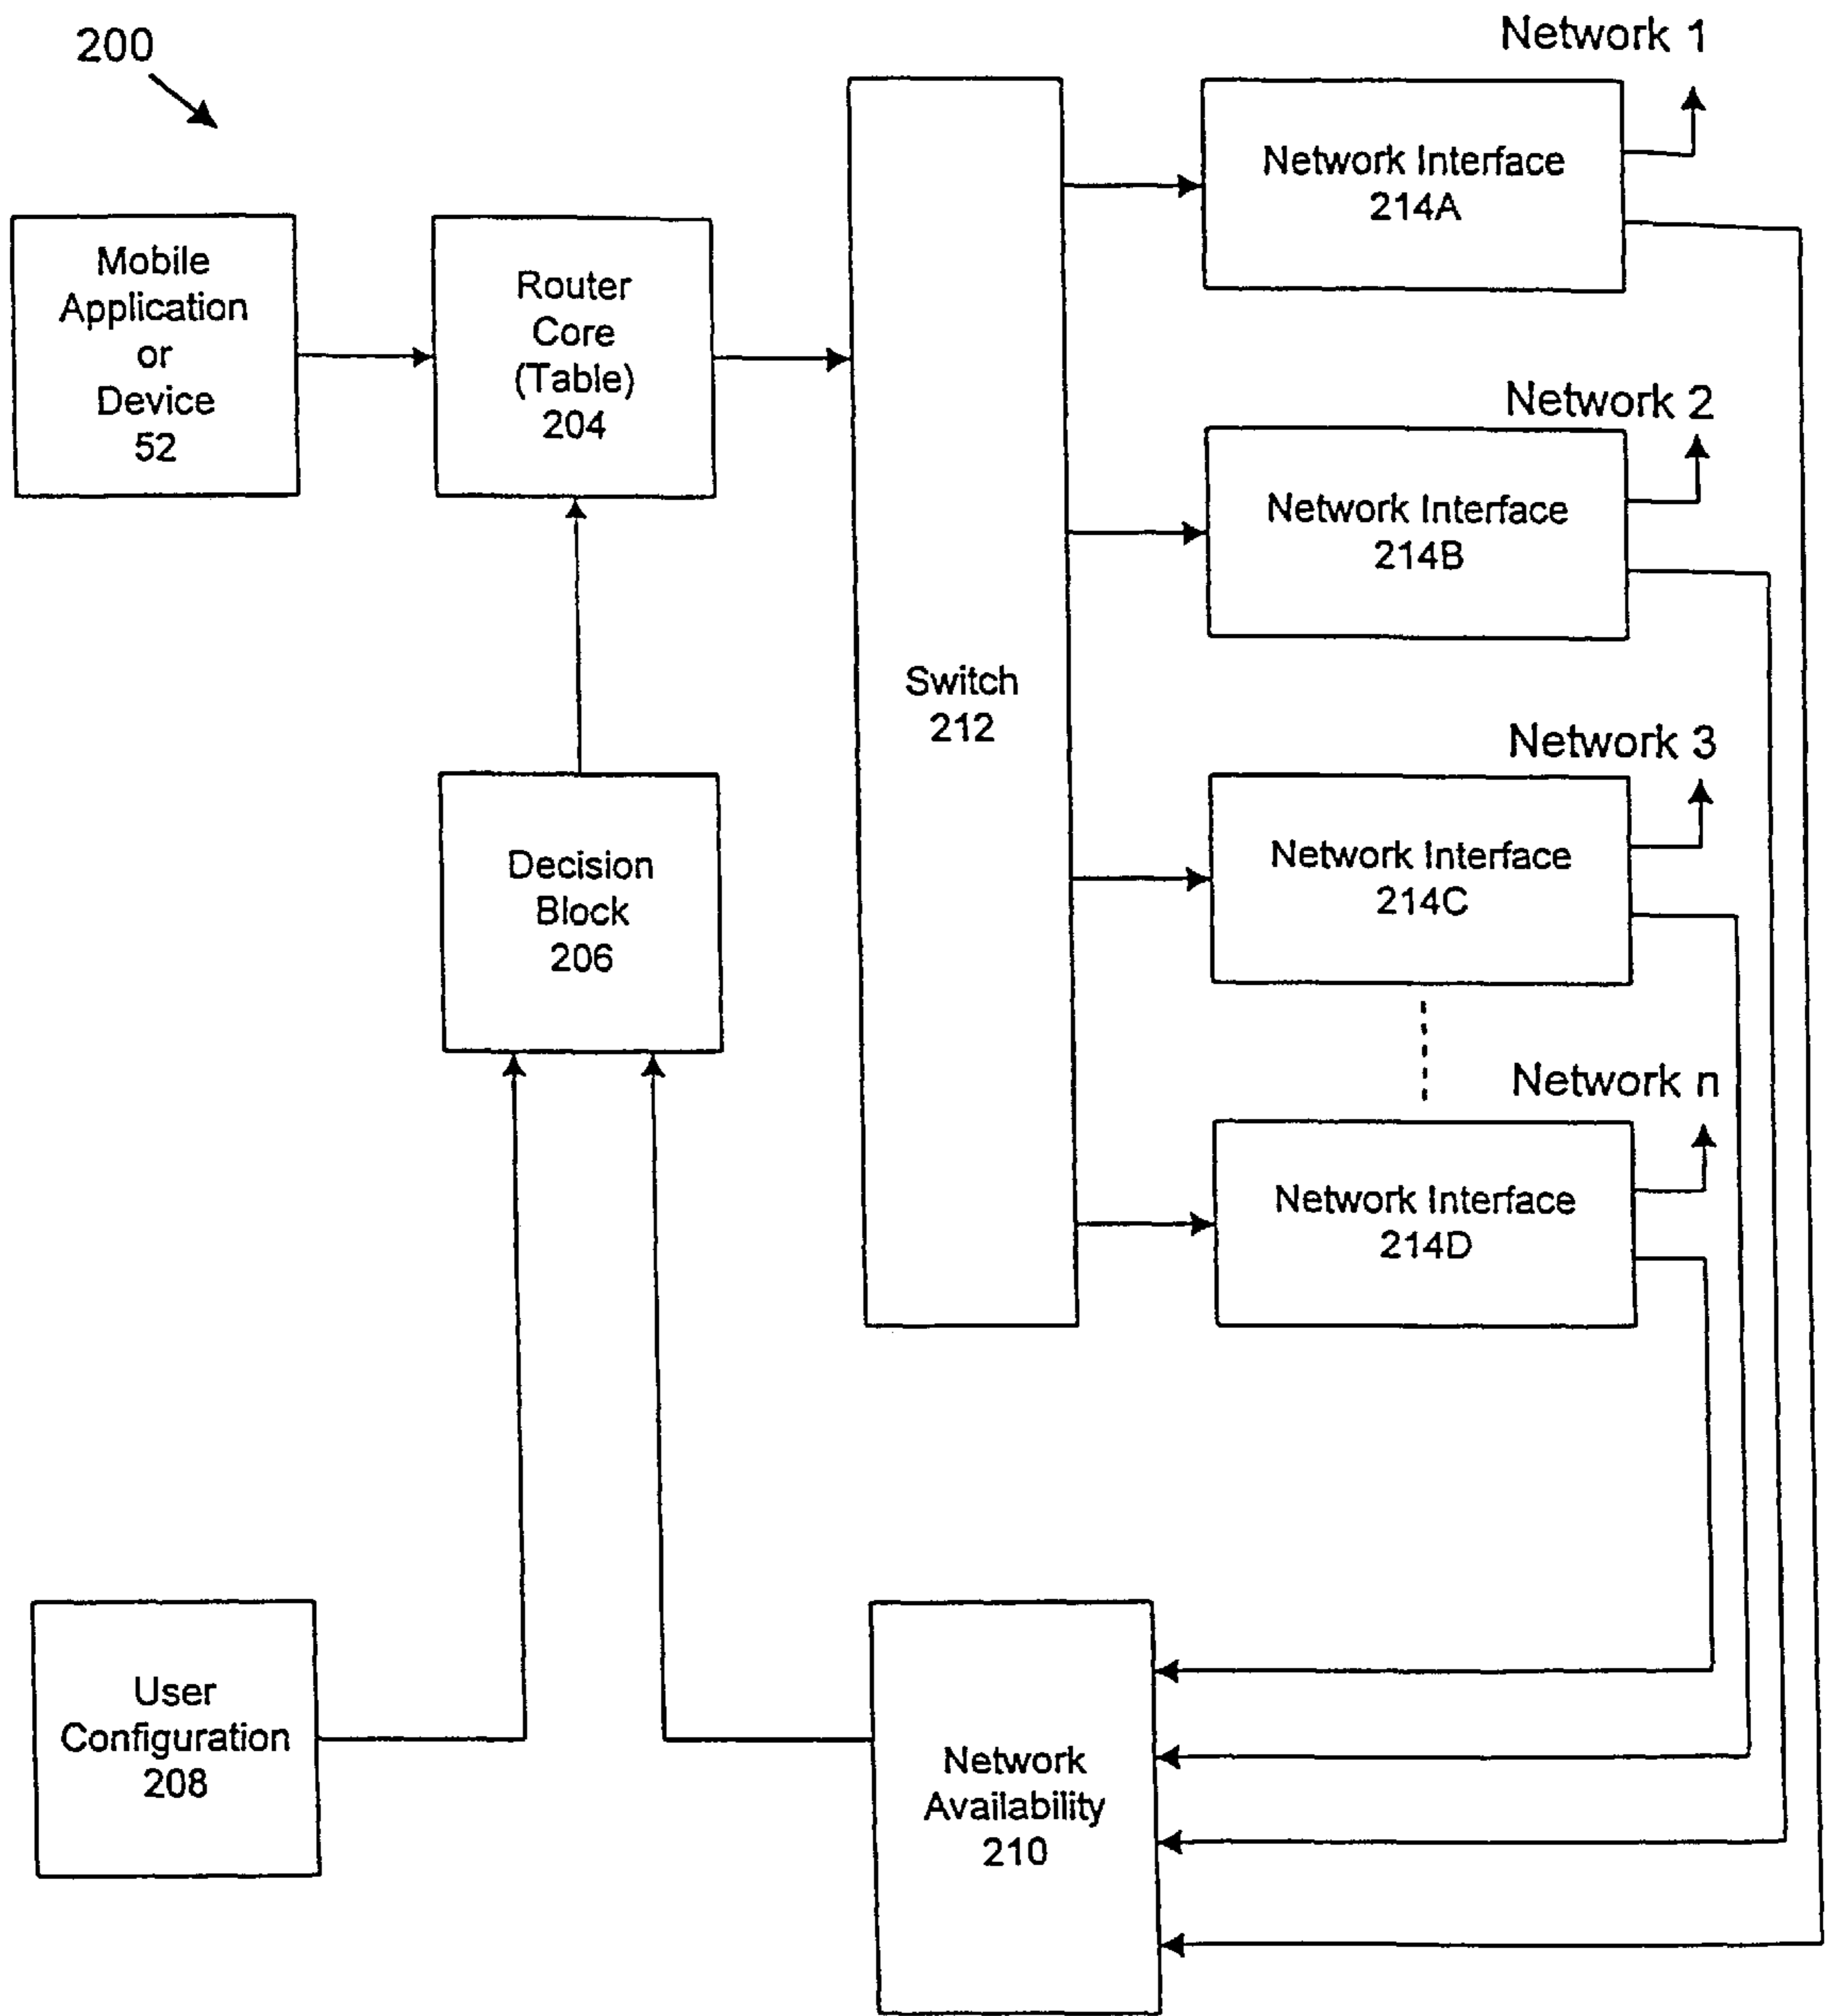 200
Network 1
Network Interface
214A
Mobile
Application
or
Device
52
Router
Core
(Table)
204
Network 2
Network Interface
214B
Switch
212
Network 3
Network Interface
214C
Decision
Block
206
Network n
Network Interface
214D
User
Configuration
208
Network
Availability
210